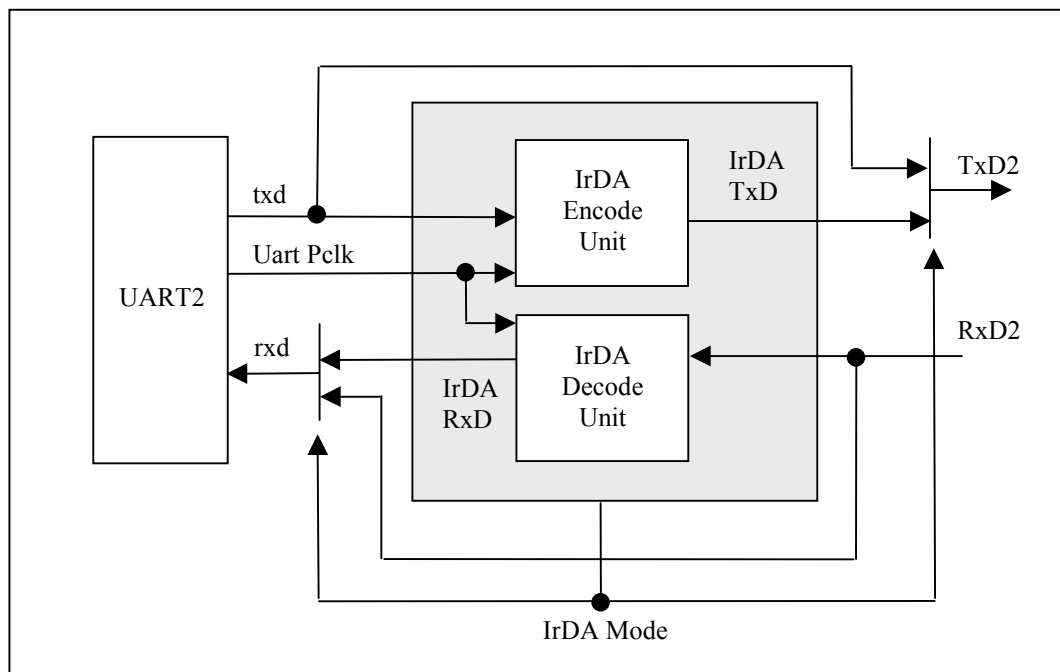 UART2
txd
Uart Pclk
rxd
IrDA
Encode
Unit
IrDA
TxD
TxD2
IrDA
RxD
IrDA
Decode
Unit
RxD2
IrDA Mode